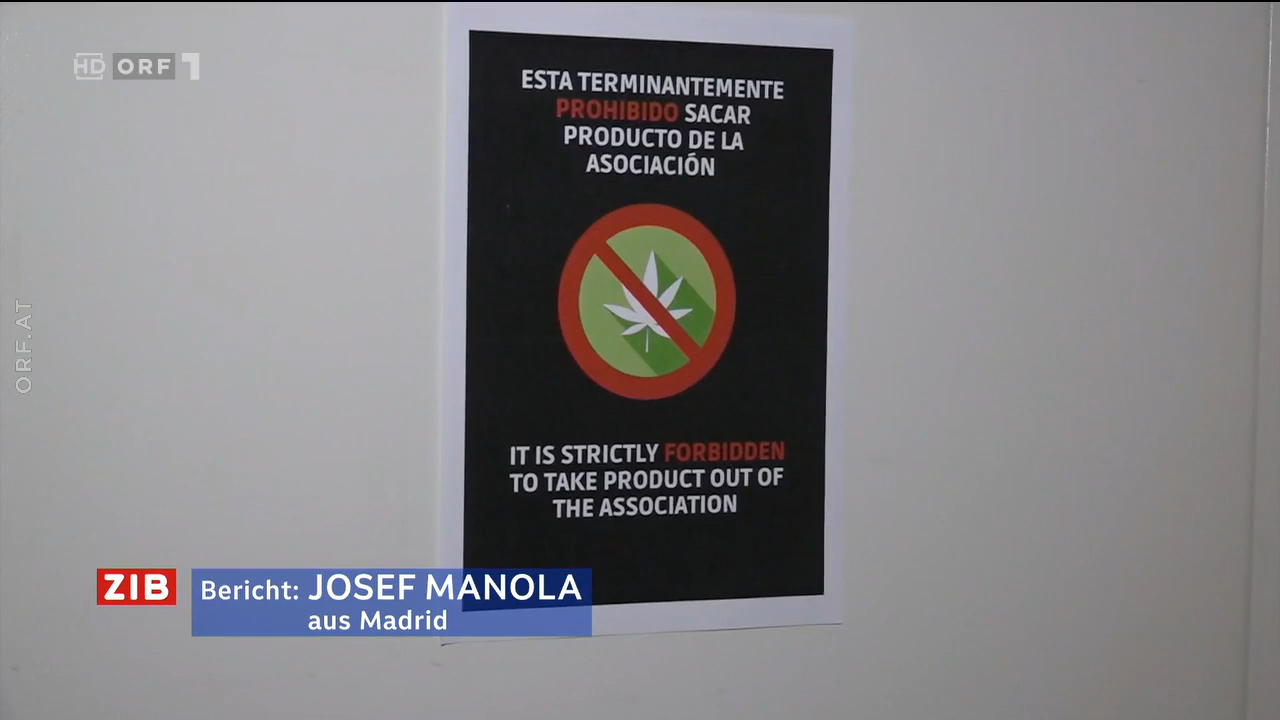 HD ORF 1
ESTA TERMINANTEMENTE
PROHIBIDO SACAR
PRODUCTO DE LA
ASOCIACIÓN
IT IS STRICTLY FORBIDDEN
TO TAKE PRODUCT OUT OF
THE ASSOCIATION
ORF.AT
ZIB Bericht: JOSEF MANOLA
aus Madrid